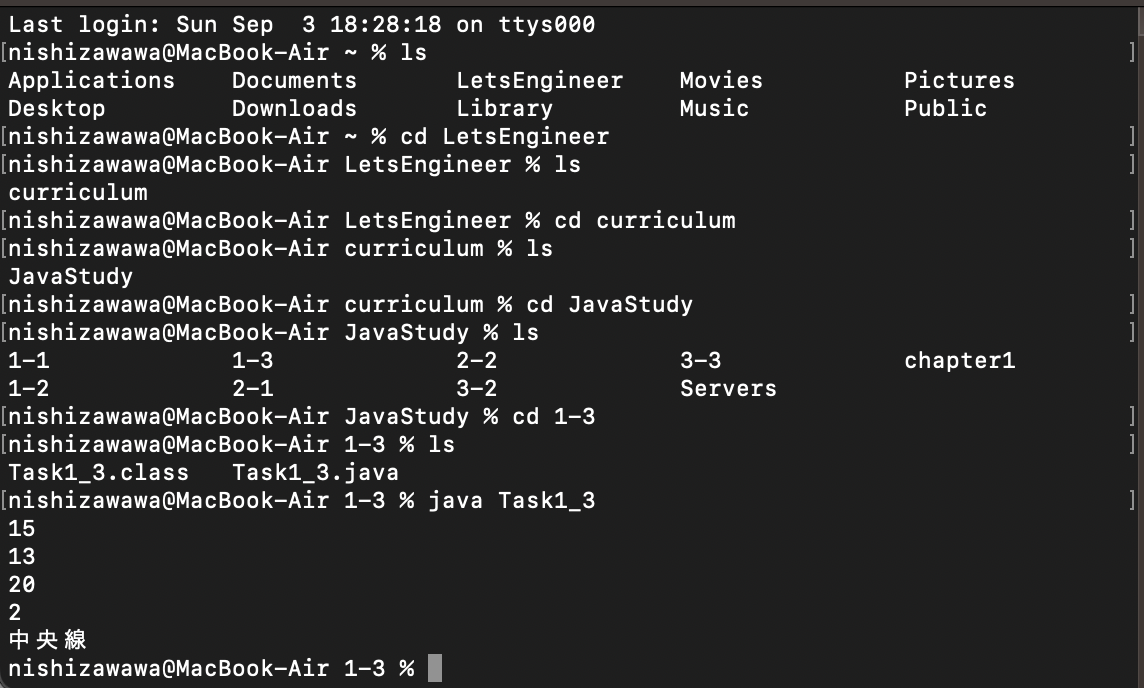 Last login: Sun Sep  3 18:28:18 on ttys000
[nishizawawa@MacBook-Air ~ % ls ]
Applications Documents LetsEngineer Movies Pictures
Desktop Downloads Library Music Public
[nishizawawa@MacBook-Air ~ % cd LetsEngineer ]
[nishizawawa@MacBook-Air LetsEngineer % ls ]
curriculum
[nishizawawa@MacBook-Air LetsEngineer % cd curriculum ]
[nishizawawa@MacBook-Air curriculum % ls ]
JavaStudy
[nishizawawa@MacBook-Air curriculum % cd JavaStudy ]
[nishizawawa@MacBook-Air JavaStudy % ls ]
1-1 1-3 2-2 3-3 chapter1
1-2 2-1 3-2 Servers
[nishizawawa@MacBook-Air JavaStudy % cd 1-3 ]
[nishizawawa@MacBook-Air 1-3 % ls ]
Task1_3.class Task1_3.java
[nishizawawa@MacBook-Air 1-3 % java Task1_3 ]
15
13
20
2
中央線
nishizawawa@MacBook-Air 1-3 %